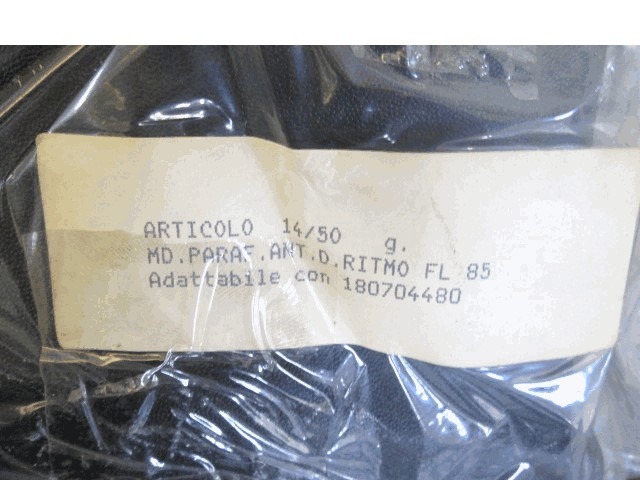 ARTICOLO 14/50 g.
MD.PARAF.ANT.D.RITMO FL 85
Adattabile con 180704480